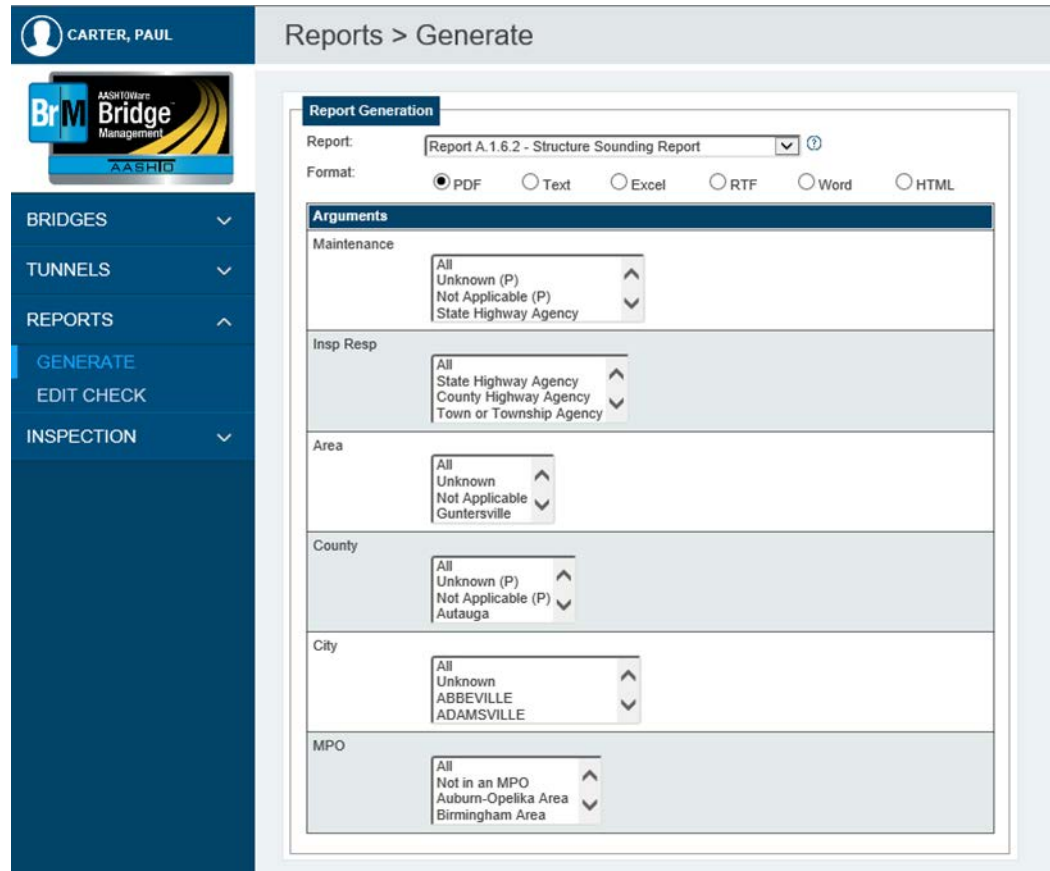 CARTER, PAUL
Reports > Generate
BrM
AASHTOWare
Bridge™
Management
AASHTO
BRIDGES
TUNNELS
REPORTS
GENERATE
EDIT CHECK
INSPECTION
Report Generation
Report: Report A.1.6.2 - Structure Sounding Report ?
Format: PDF Text Excel RTF Word HTML
Arguments
Maintenance
All
Unknown (P)
Not Applicable (P)
State Highway Agency
Insp Resp
All
State Highway Agency
County Highway Agency
Town or Township Agency
Area
All
Unknown
Not Applicable
Guntersville
County
All
Unknown (P)
Not Applicable (P)
Autauga
City
All
Unknown
ABBEVILLE
ADAMSVILLE
MPO
All
Not in an MPO
Auburn-Opelika Area
Birmingham Area